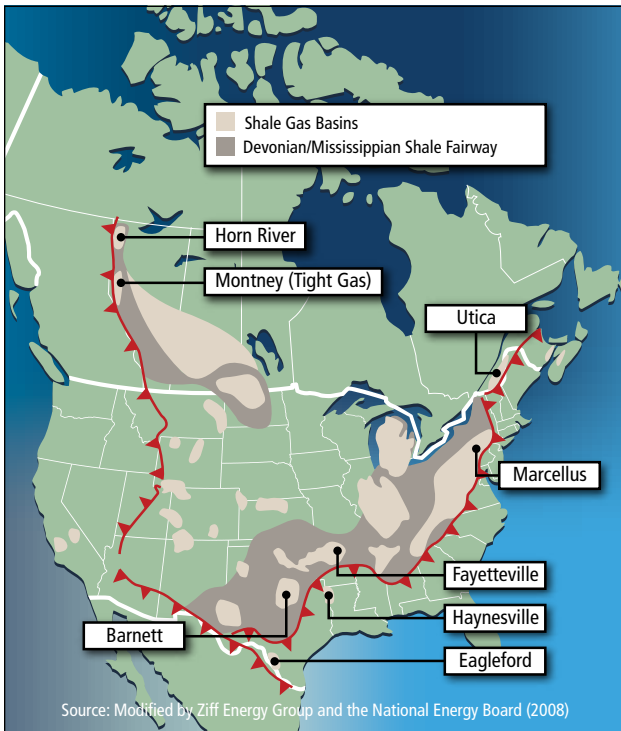 Shale Gas Basins
Devonian/Mississippian Shale Fairway
Horn River
Montney (Tight Gas)
Utica
Marcellus
Fayetteville
Haynesville
Barnett
Eagleford
Source: Modified by Ziff Energy Group and the National Energy Board (2008)